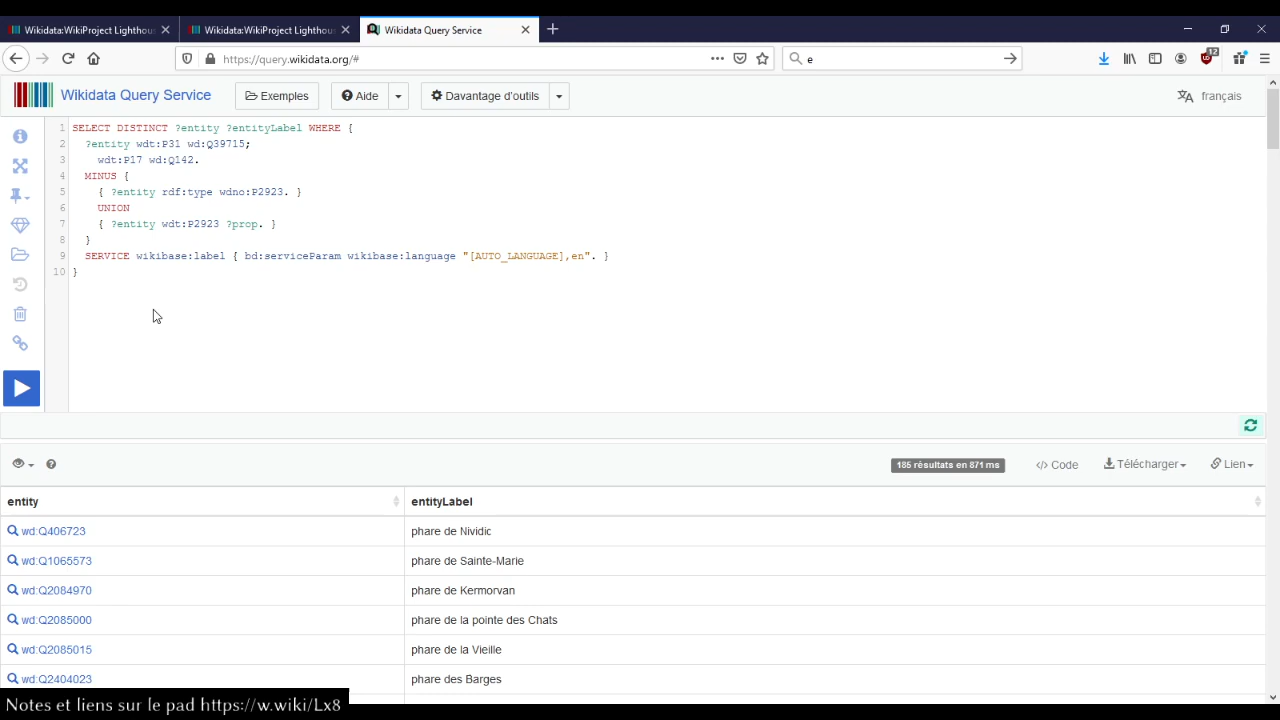 Wikidata:WikiProject Lighthous
Wikidata:WikiProject Lighthous
Wikidata Query Service
https://query.wikidata.org/#
e
12
Wikidata Query Service
Exemples
Aide
Davantage d'outils
français
1 SELECT DISTINCT ?entity ?entityLabel WHERE {
2 ?entity wdt:P31 wd:Q39715;
3 wdt:P17 wd:Q142.
4 MINUS {
5 { ?entity rdf:type wdno:P2923. }
6 UNION
7 { ?entity wdt:P2923 ?prop. }
8 }
9 SERVICE wikibase:label { bd:serviceParam wikibase:language "[AUTO_LANGUAGE],en". }
10 }
185 résultats en 871 ms
</> Code
Télécharger
Lien
entity entityLabel
wd:Q406723 phare de Nividic
wd:Q1065573 phare de Sainte-Marie
wd:Q2084970 phare de Kermorvan
wd:Q2085000 phare de la pointe des Chats
wd:Q2085015 phare de la Vieille
wd:Q2404023 phare des Barges
Notes et liens sur le pad https://w.wiki/Lx8